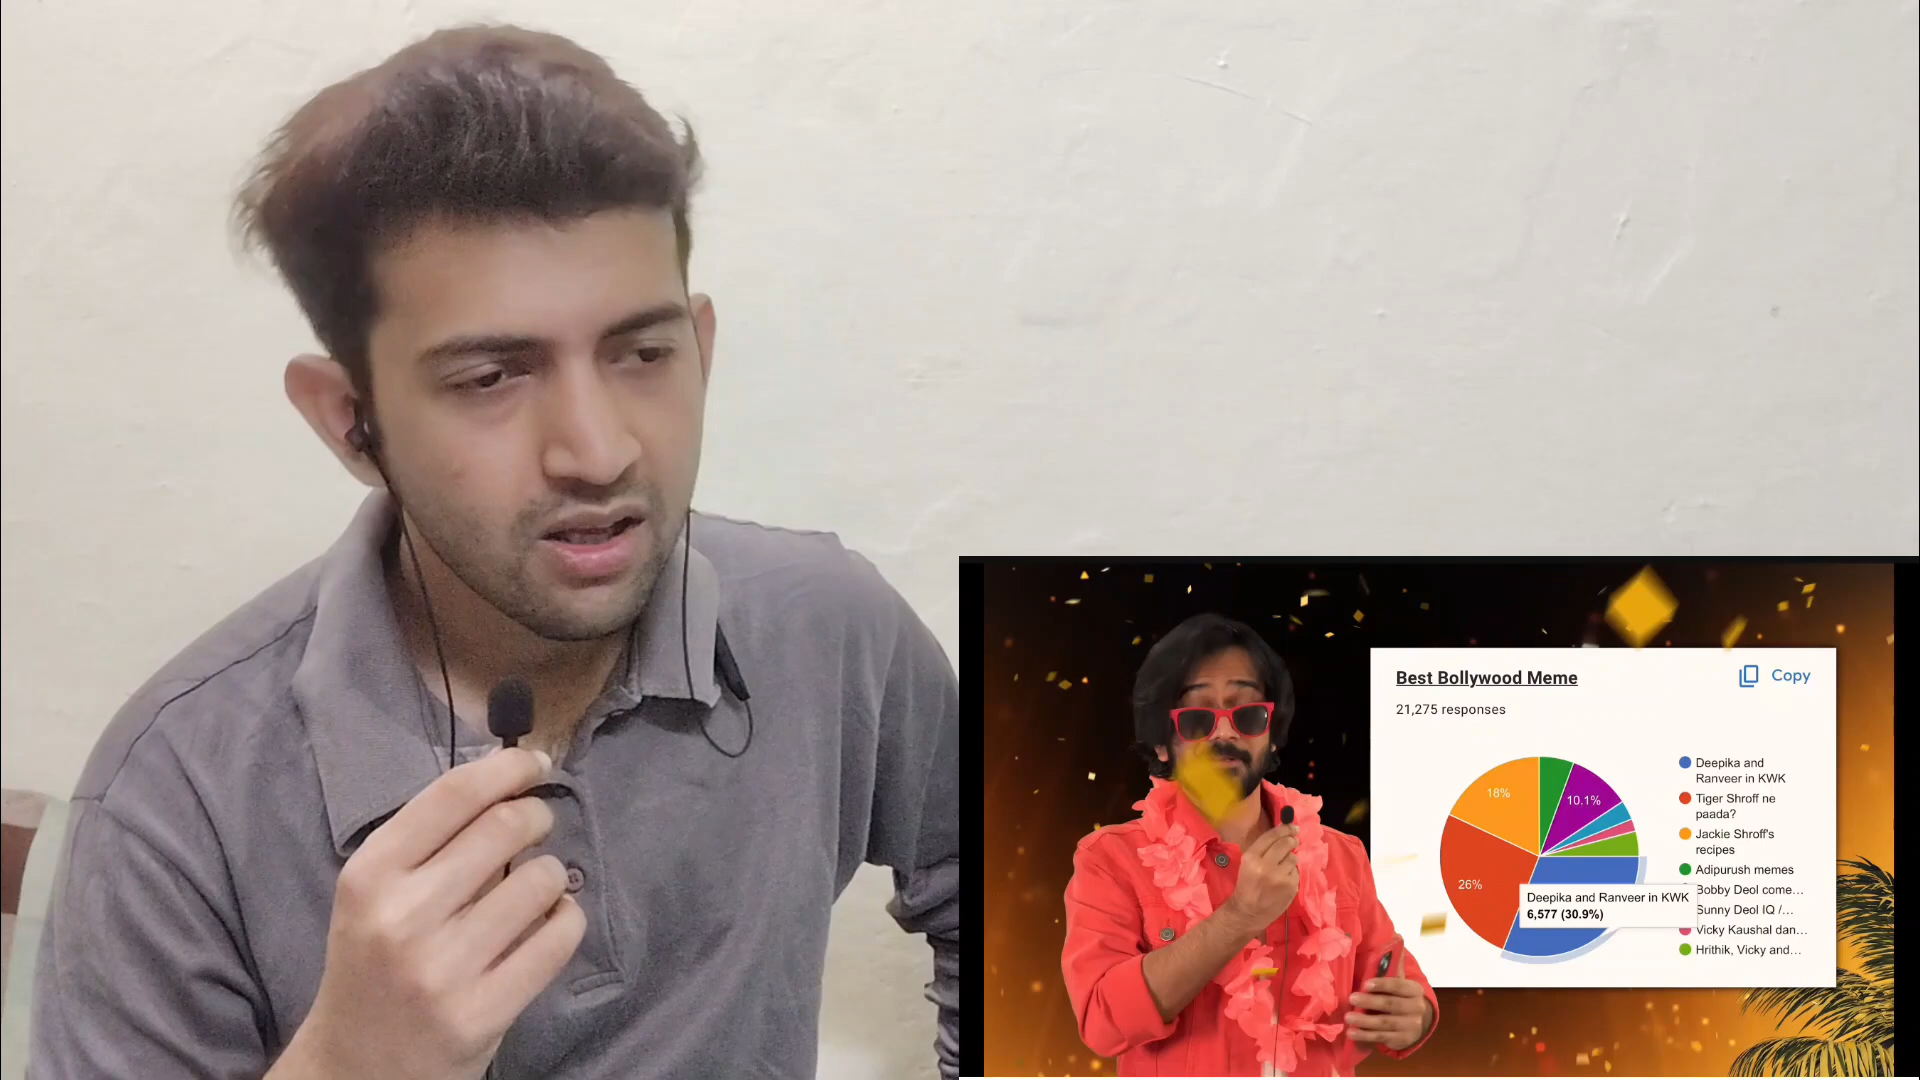 Best Bollywood Meme
Copy
21,275 responses
18%
10.1%
26%
Deepika and
Ranveer in KWK
Tiger Shroff ne
paada?
Jackie Shroff's
recipes
Adipurush memes
Bobby Deol come...
Sunny Deol IQ /...
Vicky Kaushal dan...
Hrithik, Vicky and...
Deepika and Ranveer in KWK
6,577 (30.9%)